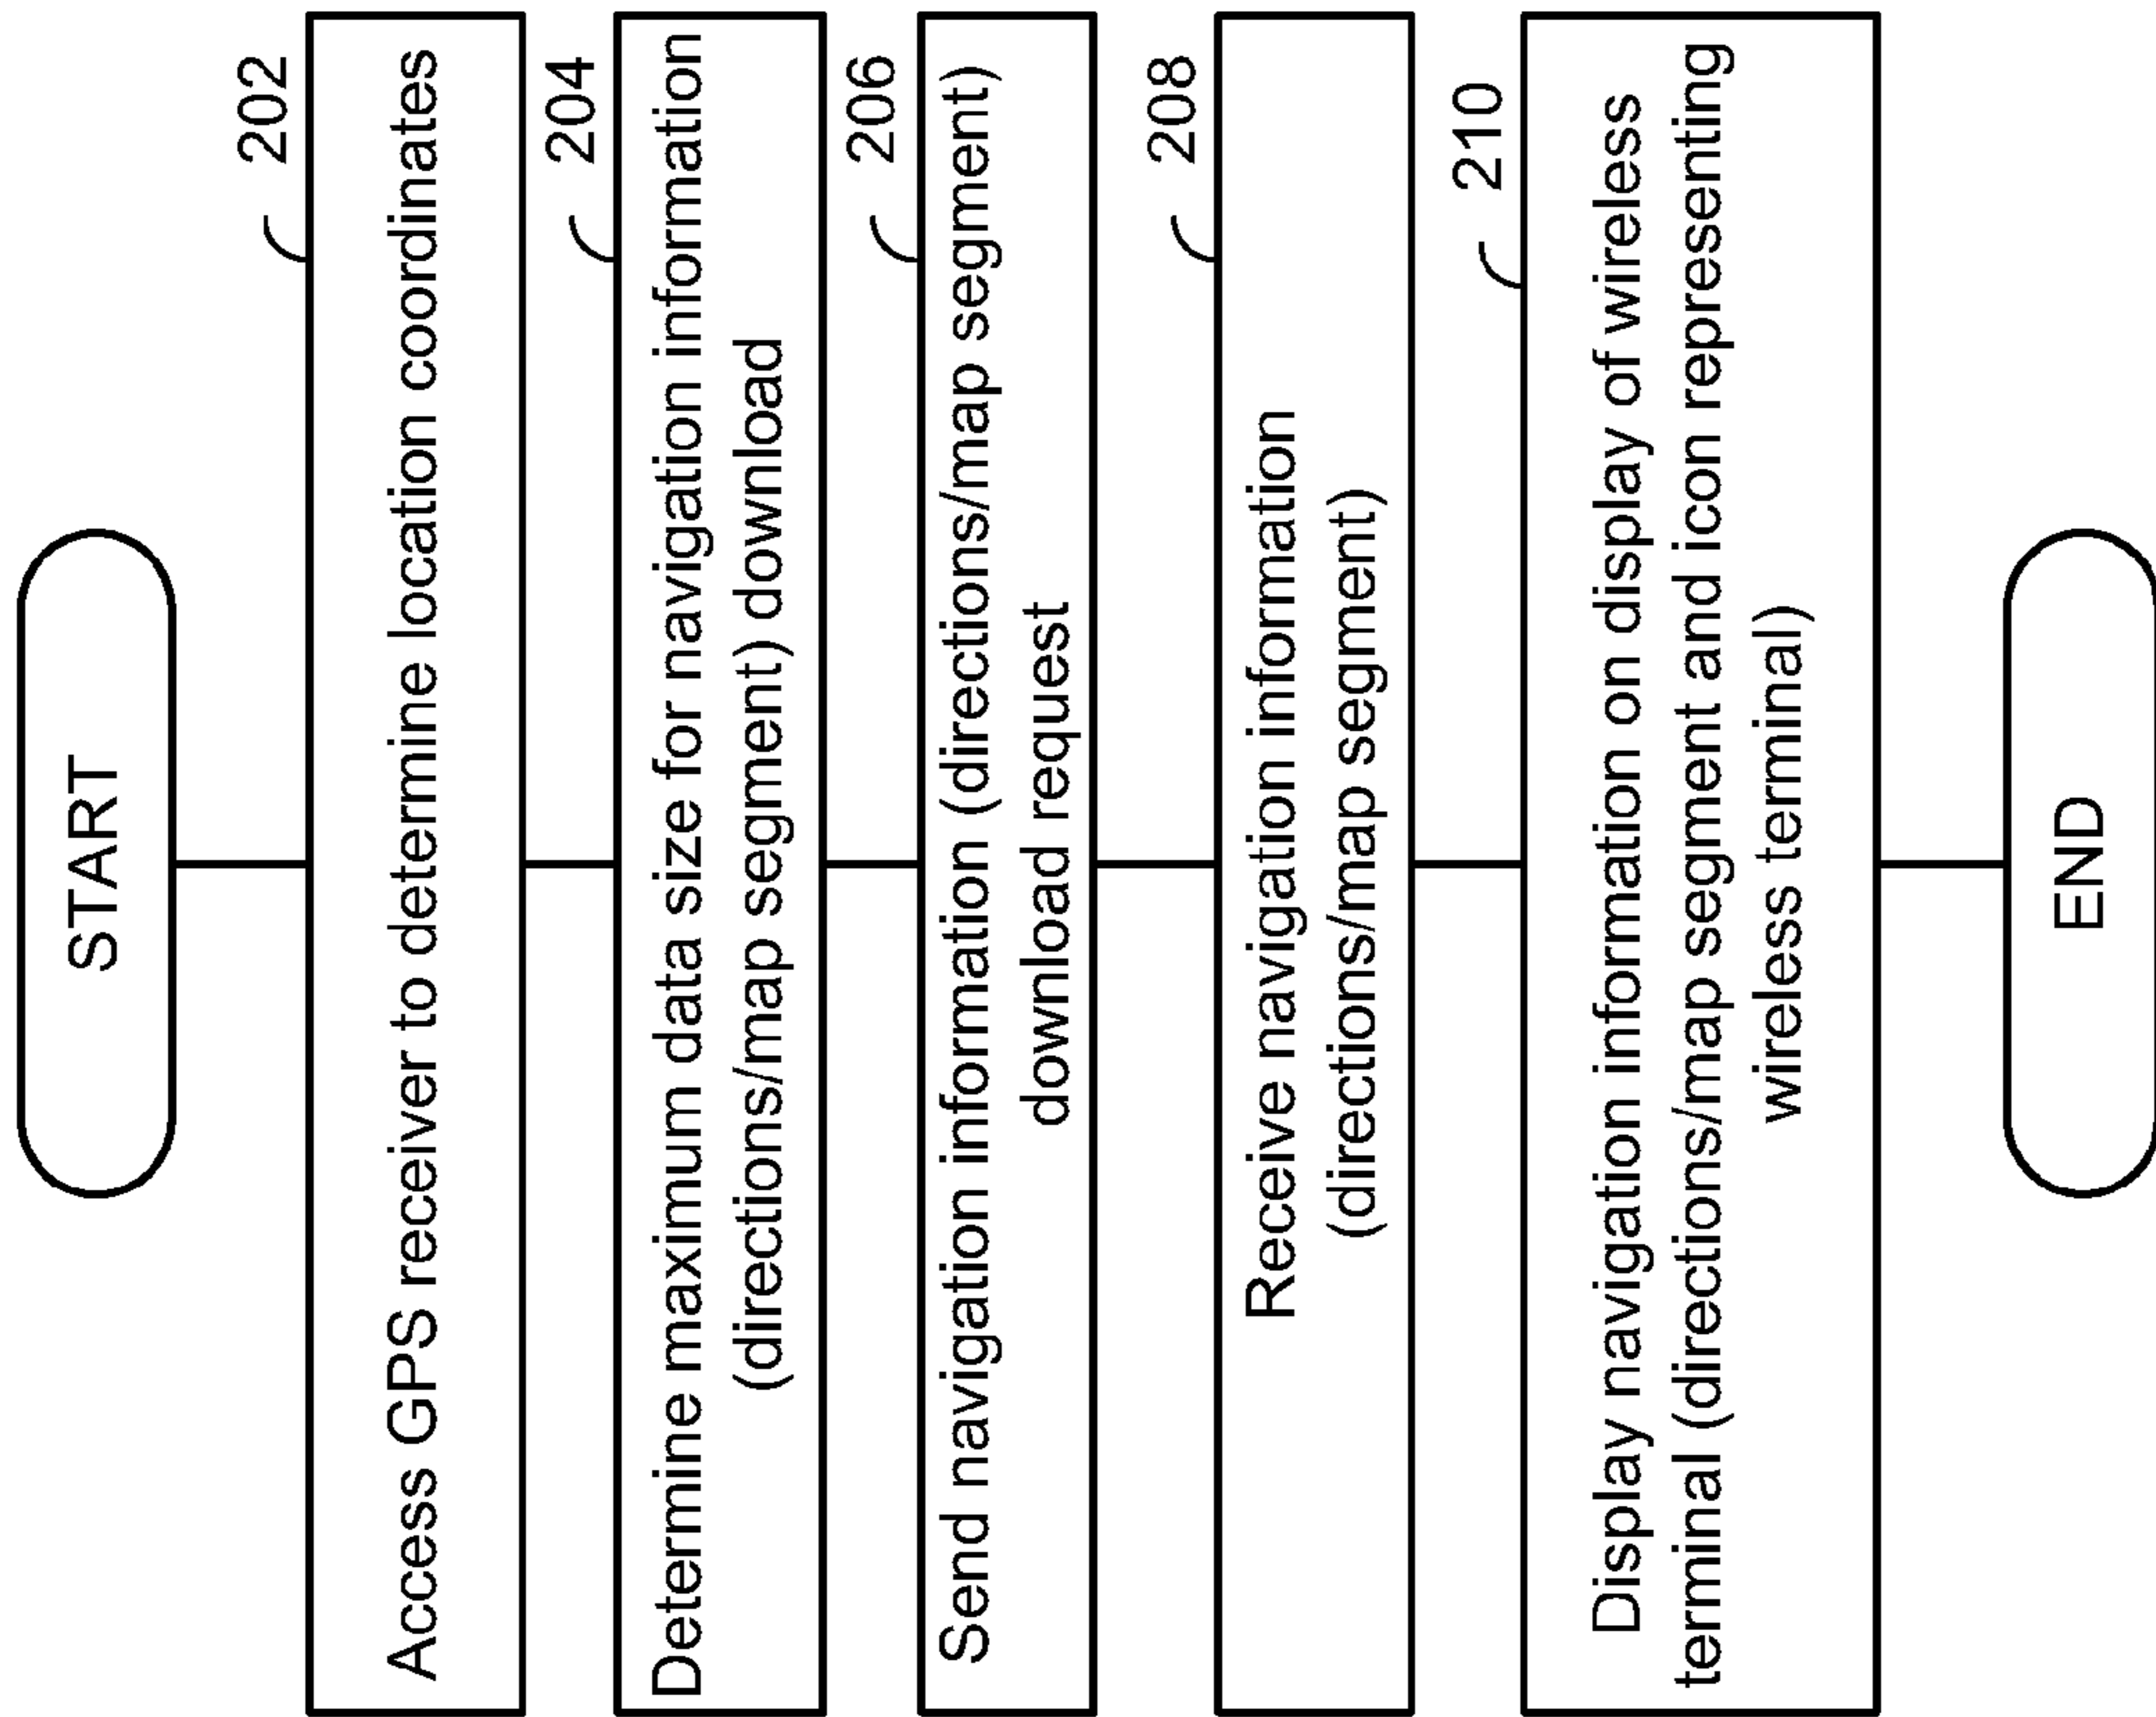 START
202
Access GPS receiver to determine location coordinates
204
Determine maximum data size for navigation information
(directions/map segment) download
206
Send navigation information (directions/map segment)
download request
208
Receive navigation information
(directions/map segment)
210
Display navigation information on display of wireless
terminal (directions/map segment and icon representing
wireless terminal)
END